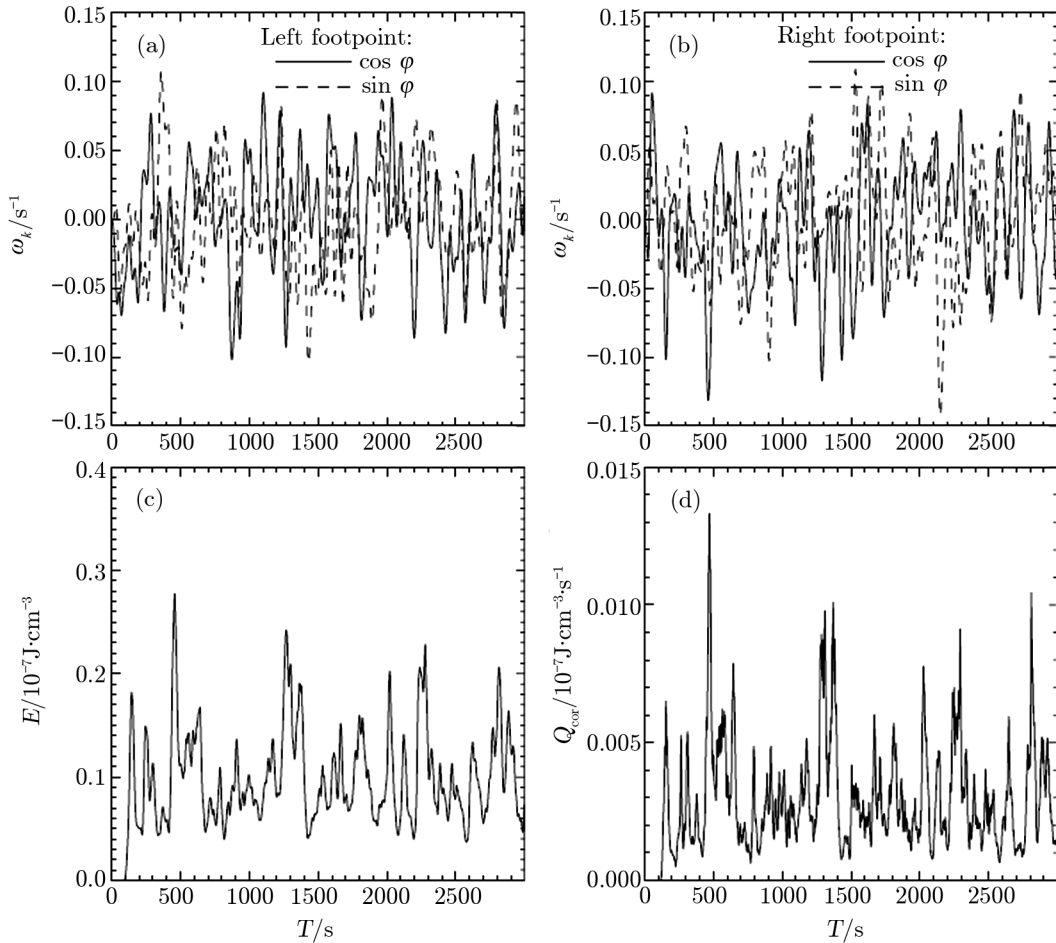 (a)
Left footpoint:
cos φ
sin φ
0.15
0.10
0.05
0.00
−0.05
−0.10
−0.15
ω_k/s⁻¹
0 500 1000 1500 2000 2500
(b)
Right footpoint:
cos φ
sin φ
0.15
0.10
0.05
0.00
−0.05
−0.10
−0.15
ω_k/s⁻¹
0 500 1000 1500 2000 2500
(c)
0.4
0.3
0.2
0.1
0.0
E/10⁻⁷J·cm⁻³
0 500 1000 1500 2000 2500
T/s
(d)
0.015
0.010
0.005
0.000
Q_cor/10⁻⁷J·cm⁻³·s⁻¹
0 500 1000 1500 2000 2500
T/s